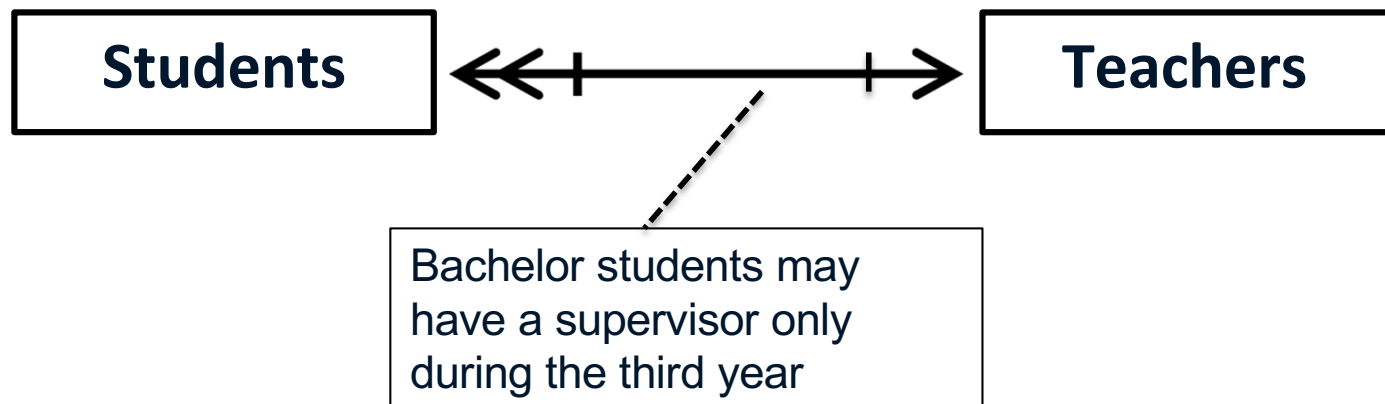 Students
Teachers
Bachelor students may
have a supervisor only
during the third year